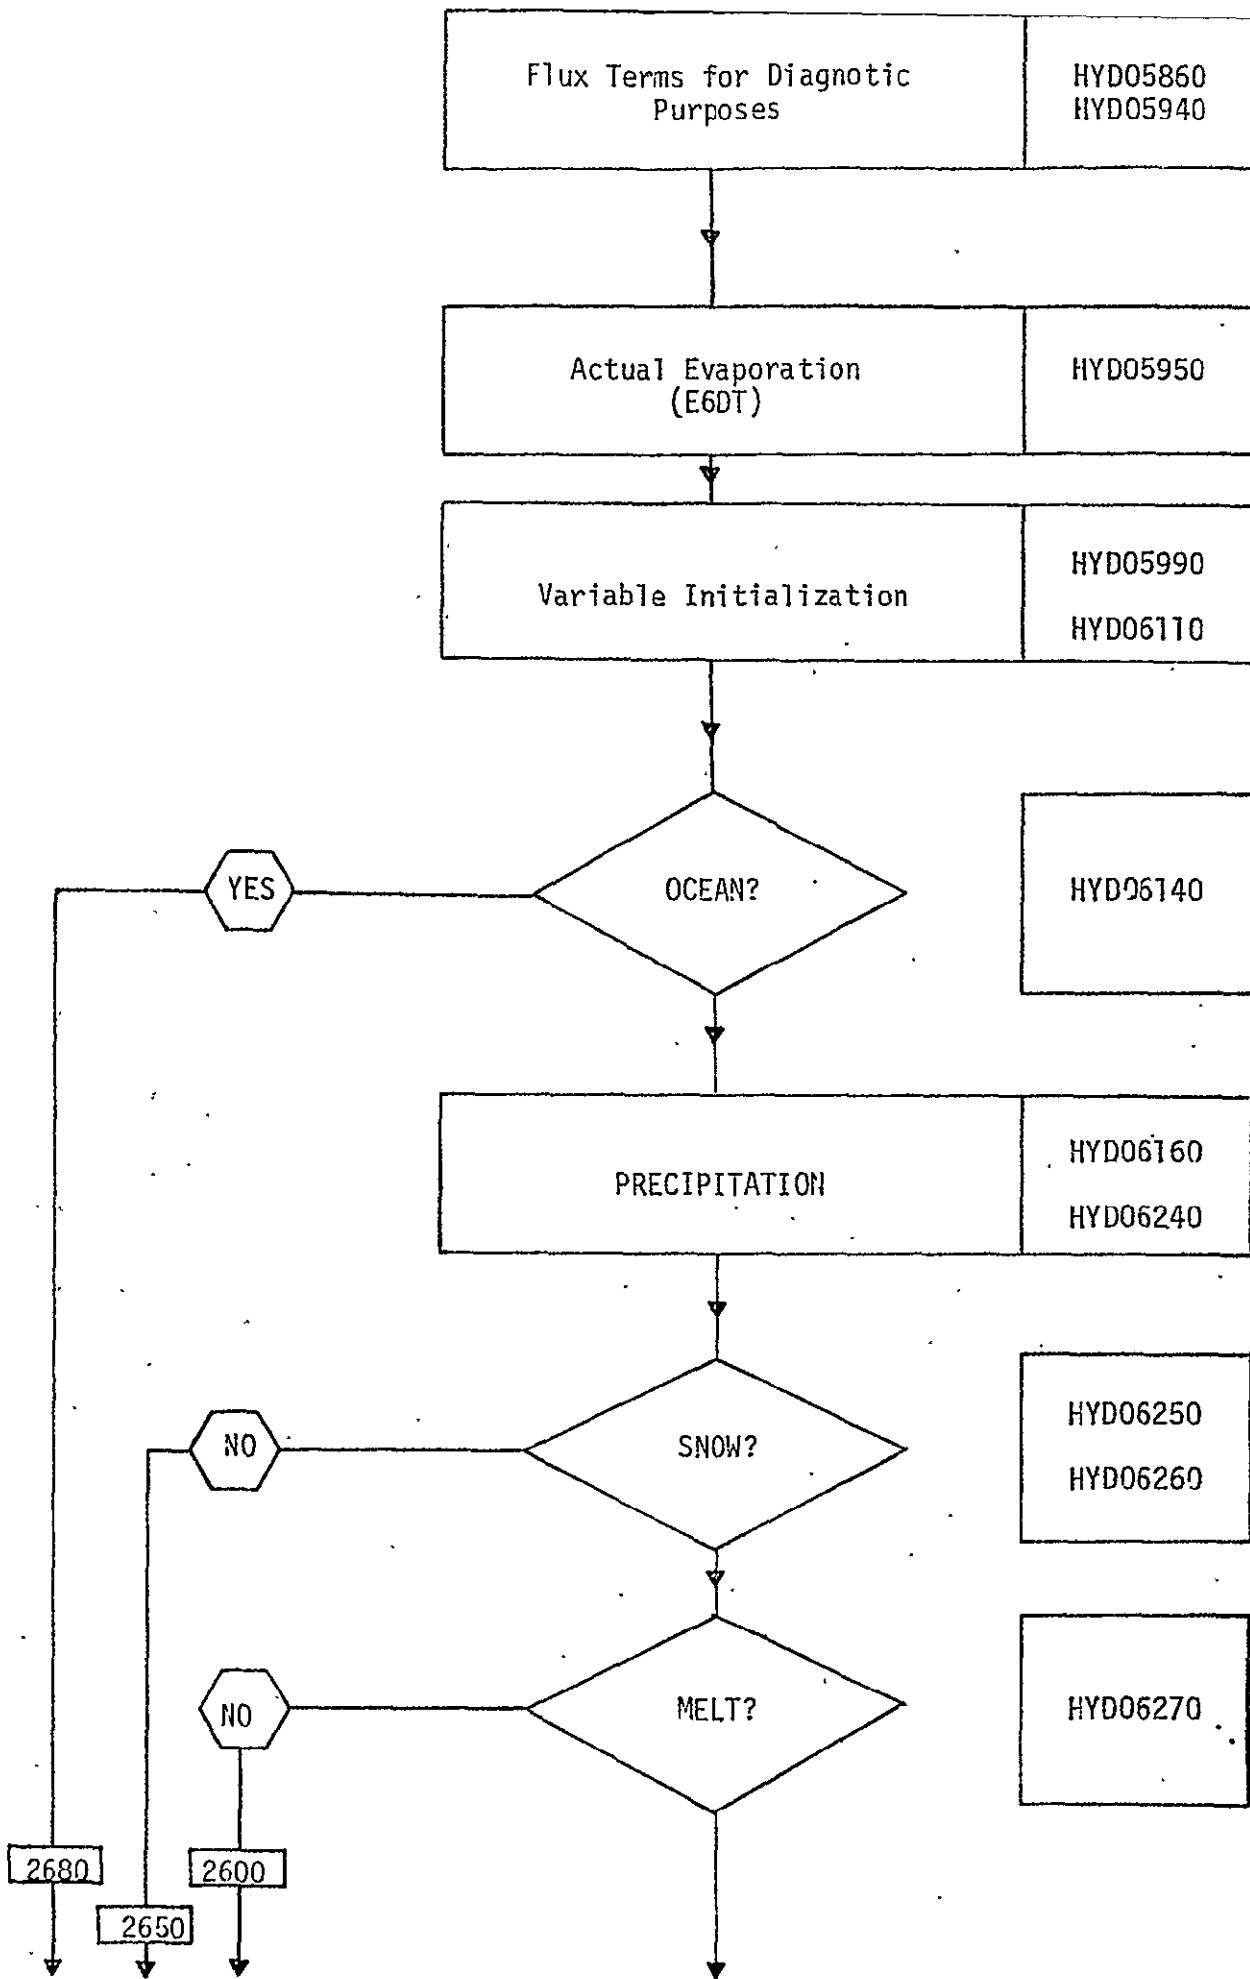 Flux Terms for Diagnotic
Purposes
HYD05860
HYD05940
Actual Evaporation
(E6DT)
HYD05950
Variable Initialization
HYD05990
HYD06110
YES
OCEAN?
HYD06140
PRECIPITATION
HYD06160
HYD06240
NO
SNOW?
HYD06250
HYD06260
NO
MELT?
HYD06270
2680
2600
2650